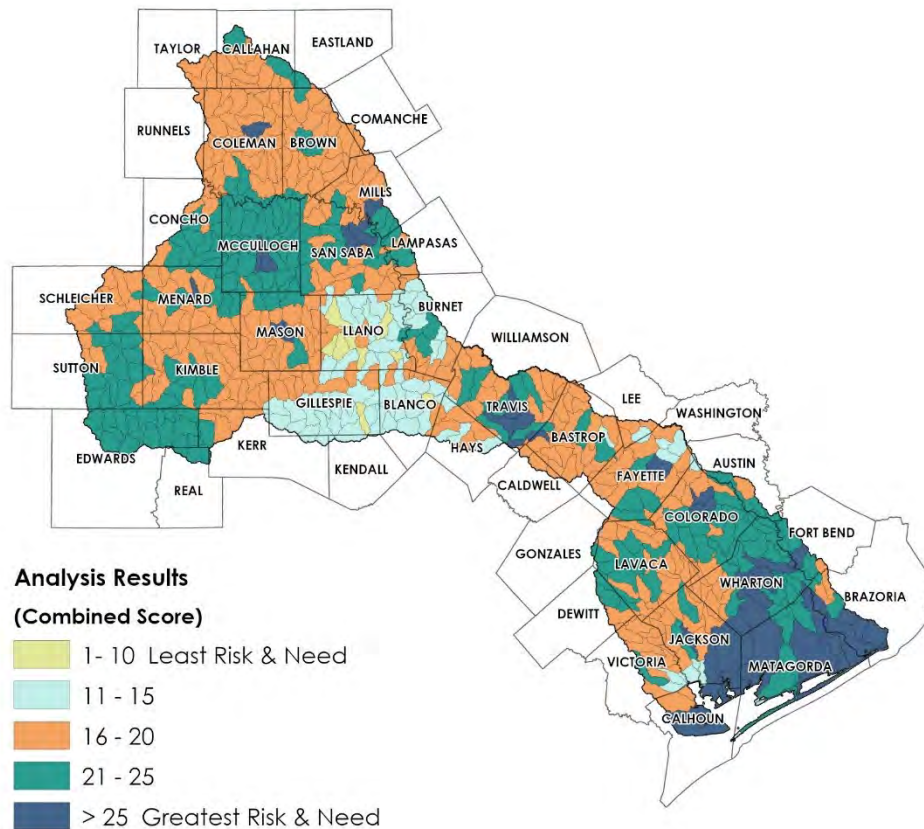 EASTLAND
CALLAHAN
TAYLOR
COMANCHE
RUNNELS
COLEMAN
BROWN
MILLS
CONCHO
MCCULLOCH
SAN SABA
LAMPASAS
SCHLEICHER
MENARD
BURNET
MASON
LLANO
WILLIAMSON
SUTTON
KIMBLE
LEE
GILLESPIE
BLANCO
TRAVIS
WASHINGTON
BASTROP
EDWARDS
KERR
HAYS
AUSTIN
KENDALL
FAYETTE
REAL
CALDWELL
COLORADO
FORT BEND
GONZALES
LAVACA
WHARTON
BRAZORIA
DEWITT
JACKSON
VICTORIA
MATAGORDA
CALHOUN
Analysis Results
(Combined Score)
1- 10 Least Risk & Need
11 - 15
16 - 20
21 - 25
> 25 Greatest Risk & Need